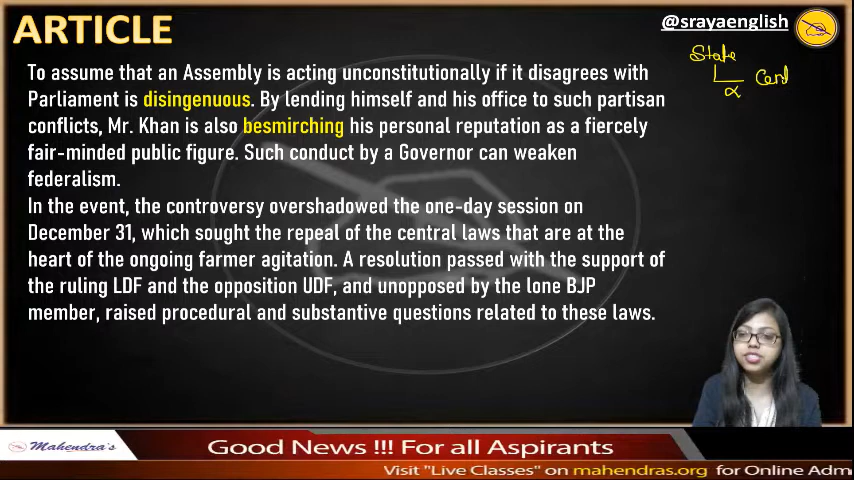 ARTICLE
@srayaenglish
State
Cent
To assume that an Assembly is acting unconstitutionally if it disagrees with
Parliament is disingenuous. By lending himself and his office to such partisan
conflicts, Mr. Khan is also besmirching his personal reputation as a fiercely
fair-minded public figure. Such conduct by a Governor can weaken
federalism.
In the event, the controversy overshadowed the one-day session on
December 31, which sought the repeal of the central laws that are at the
heart of the ongoing farmer agitation. A resolution passed with the support of
the ruling LDF and the opposition UDF, and unopposed by the lone BJP
member, raised procedural and substantive questions related to these laws.
Mahendra's
Good News !!! For all Aspirants
Visit "Live Classes" on mahendras.org for Online Adm